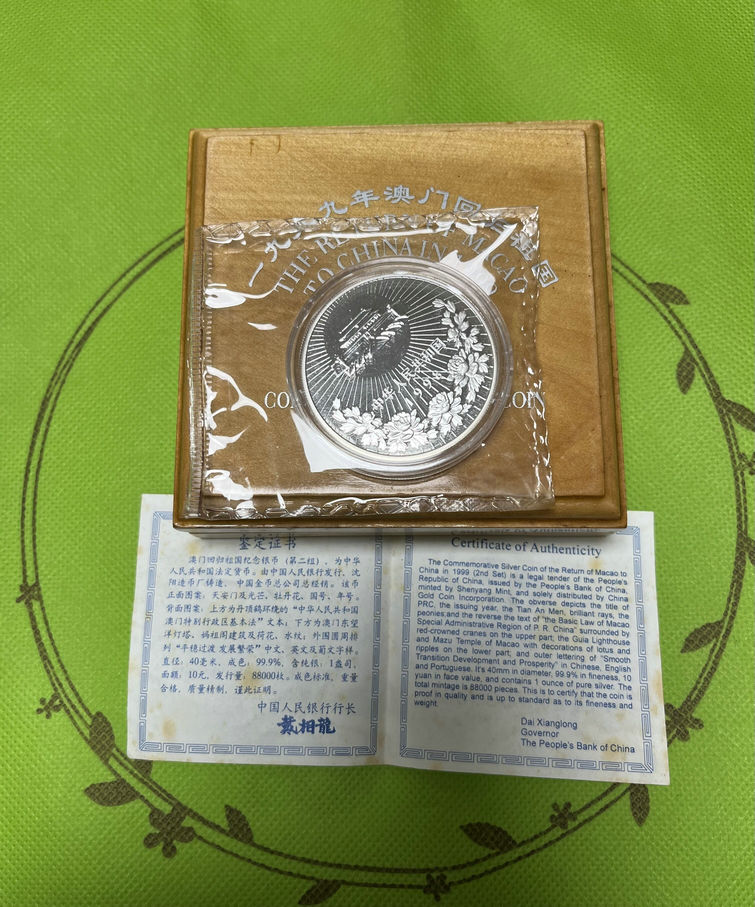 一九九九年澳门回归祖国
THE RE MACAO
TO CHINA IN
中华人民共和国
1998
CO
COIN
鉴定证书
澳门回归祖国纪念银币（第二组），为中华
人民共和国法定货币。由中国人民银行发行、沈
阳造币厂铸造、中国金币总公司总经销。该币
正面图案：天安门及光芒、牡丹花、国号、年号。
背面图案：上方为丹顶鹤环绕的“中华人民共和国
澳门特别行政区基本法”文本；下方为澳门东望
洋灯塔、妈祖阁建筑及荷花、水纹；外围圆周排
列“平稳过渡 发展繁荣”中文、英文及葡文字样。
直径：40毫米，成色：99.9%，含纯银：1盎司，
面额：10元，发行量：88000枚。成色标准、重量
合格、质量精制，谨此证明。
中国人民银行行长
戴相龍
Certificate of Authenticity
The Commemorative Silver Coin of the Return of Macao to
China in 1999 (2nd Set) is a legal tender of the People's
Republic of China, issued by the People's Bank of China,
minted by Shenyang Mint, and solely distributed by China
Gold Coin Incorporation. The obverse depicts the title of
PRC, the issuing year, the Tian An Men, brilliant rays, the
peonies:and the reverse the text of "the Basic Law of Macao
Special Administrative Region of P. R. China" surrounded by
red-crowned cranes on the upper part; the Guia Lighthouse
and Mazu Temple of Macao with decorations of lotus and
ripples on the lower part; and outer lettering of "Smooth
Transition Development and Prosperity" in Chinese, English
and Portuguese. It's 40mm in diameter, 99.9% in fineness, 10
yuan in face value, and contains 1 ounce of pure silver. The
total mintage is 88000 pieces. This is to certify that the coin is
proof in quality and is up to standard as to its fineness and
weight.
Dai Xianglong
Governor
The People's Bank of China